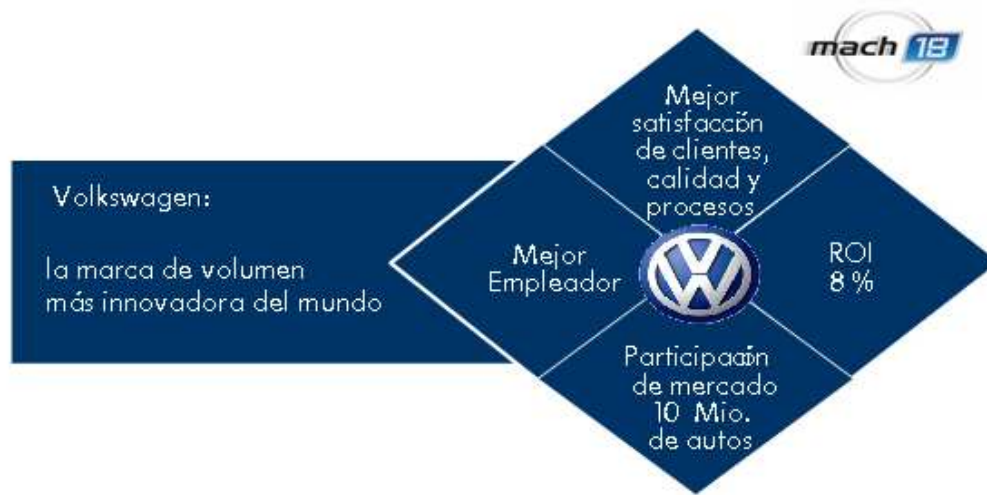 mach 18
Mejor
satisfacción
de clientes,
calidad y
procesos
Volkswagen:
la marca de volumen
más innovadora del mundo
Mejor
Empleador
ROI
8 %
Participación
de mercado
10 Mio.
de autos